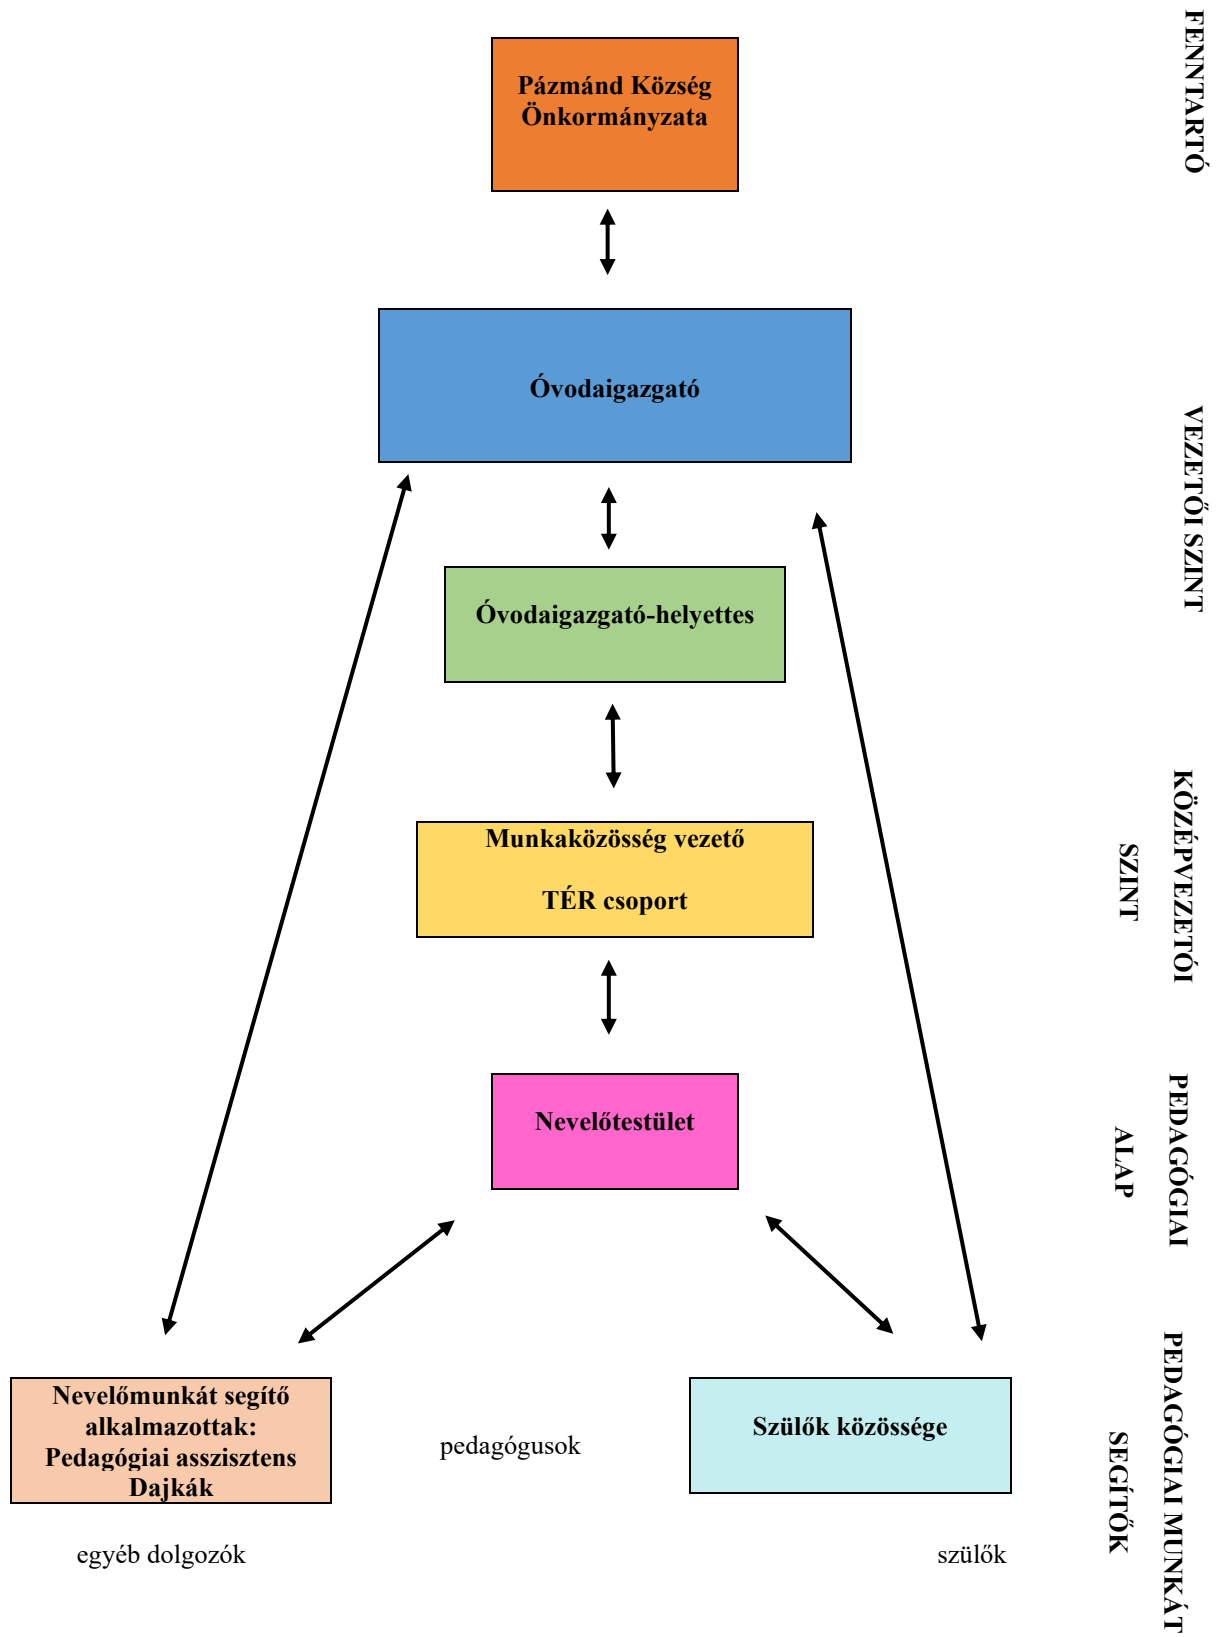 Pázmánd Község
Önkormányzata
FENNTARTÓ
Óvodaigazgató
VEZETŐI SZINT
Óvodaigazgató-helyettes
Munkaközösség vezető
TÉR csoport
KÖZÉPVEZETÓI
SZINT
Nevelőtestület
PEDAGÓGIAI
ALAP
Nevelőmunkát segítő
alkalmazottak:
Pedagógiai asszisztens
Dajkák
pedagógusok
Szülők közössége
PEDAGÓGIAI MUNKÁT
SEGÍTŐK
egyéb dolgozók
szülők